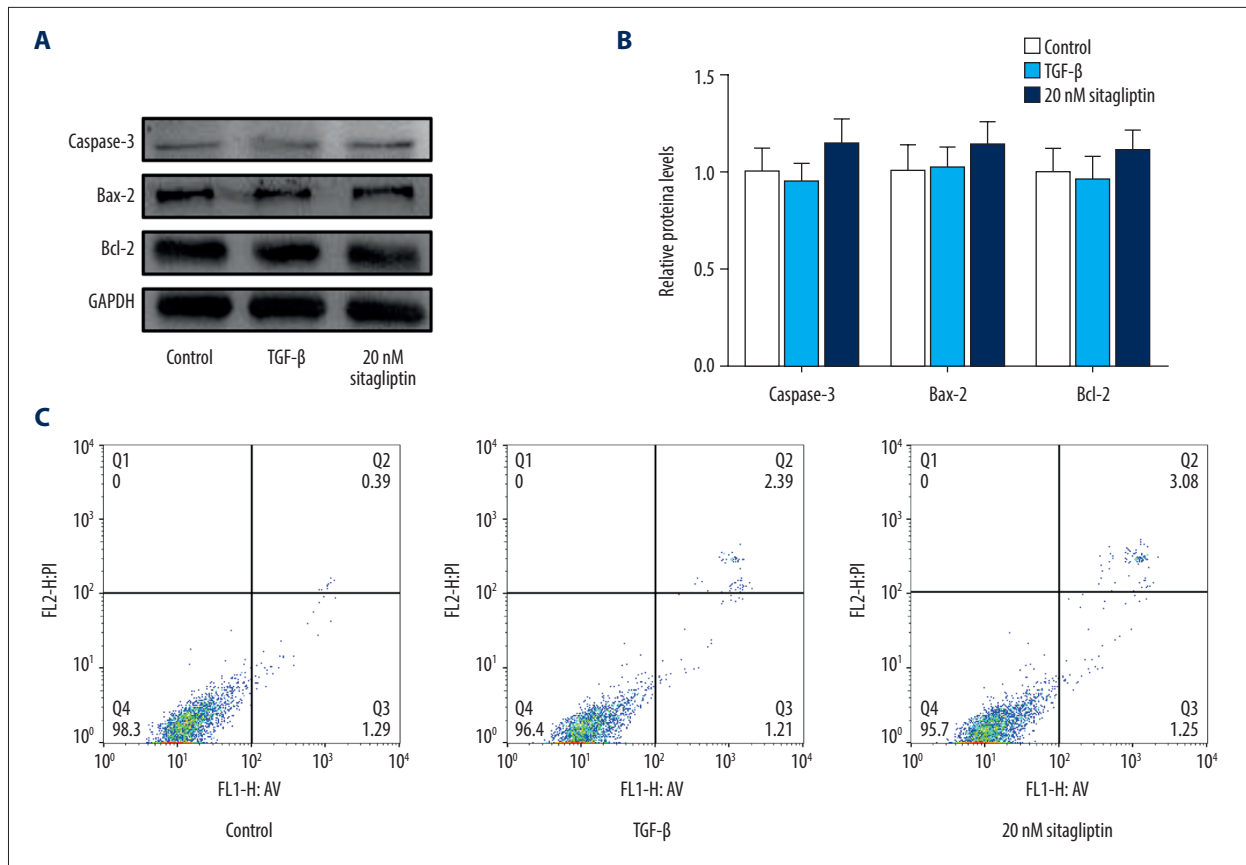 A
Caspase-3
Bax-2
Bcl-2
GAPDH
Control TGF-β 20 nM
sitagliptin
B
Control
TGF-β
20 nM sitagliptin
Relative proteina levels
1.5
1.0
0.5
0.0
Caspase-3 Bax-2 Bcl-2
C
FL2-H:PI
10⁴
10³
10²
10¹
10⁰
Q1
0
Q2
0.39
Q4
98.3
Q3
1.29
10⁰ 10¹ 10² 10³ 10⁴
FL1-H: AV
Control
FL2-H:PI
10⁴
10³
10²
10¹
10⁰
Q1
0
Q2
2.39
Q4
96.4
Q3
1.21
10⁰ 10¹ 10² 10³ 10⁴
FL1-H: AV
TGF-β
FL2-H:PI
10⁴
10³
10²
10¹
10⁰
Q1
0
Q2
3.08
Q4
95.7
Q3
1.25
10⁰ 10¹ 10² 10³ 10⁴
FL1-H: AV
20 nM sitagliptin